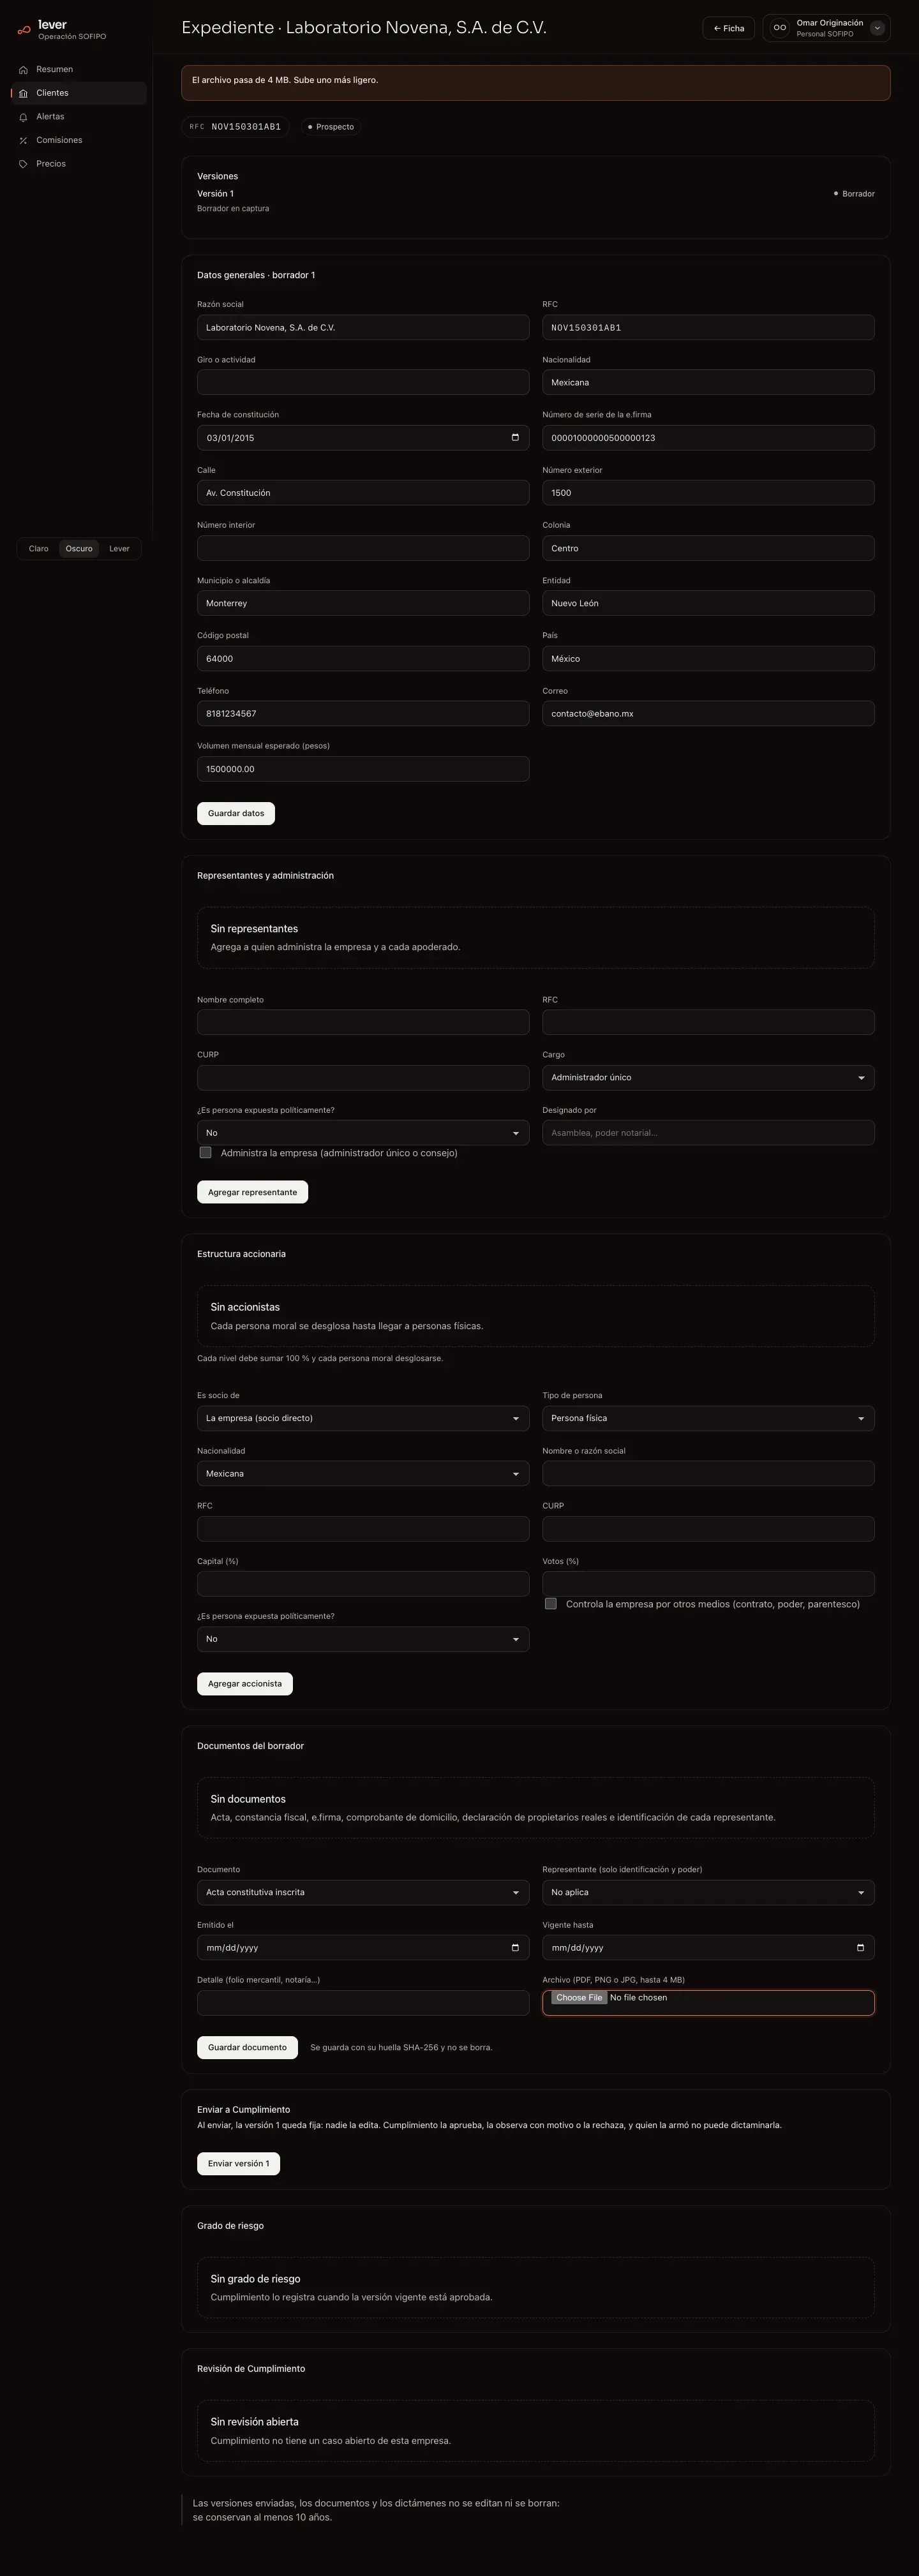 lever
Operación SOFIPO
Resumen
Clientes
Alertas
Comisiones
Precios
Claro Oscuro Lever
Expediente · Laboratorio Novena, S.A. de C.V.
← Ficha
OO
Omar Originación
Personal SOFIPO
El archivo pasa de 4 MB. Sube uno más ligero.
RFC NOV150301AB1
Prospecto
Versiones
Versión 1
Borrador
Borrador en captura
Datos generales · borrador 1
Razón social
RFC
Laboratorio Novena, S.A. de C.V.
NOV150301AB1
Giro o actividad
Nacionalidad
Mexicana
Fecha de constitución
Número de serie de la e.firma
03/01/2015
00001000000500000123
Calle
Número exterior
Av. Constitución
1500
Número interior
Colonia
Centro
Municipio o alcaldía
Entidad
Monterrey
Nuevo León
Código postal
País
64000
México
Teléfono
Correo
8181234567
contacto@ebano.mx
Volumen mensual esperado (pesos)
1500000.00
Guardar datos
Representantes y administración
Sin representantes
Agrega a quien administra la empresa y a cada apoderado.
Nombre completo
RFC
CURP
Cargo
Administrador único
¿Es persona expuesta políticamente?
Designado por
No
Asamblea, poder notarial...
Administra la empresa (administrador único o consejo)
Agregar representante
Estructura accionaria
Sin accionistas
Cada persona moral se desglosa hasta llegar a personas físicas.
Cada nivel debe sumar 100 % y cada persona moral desglosarse.
Es socio de
Tipo de persona
La empresa (socio directo)
Persona física
Nacionalidad
Nombre o razón social
Mexicana
RFC
CURP
Capital (%)
Votos (%)
Controla la empresa por otros medios (contrato, poder, parentesco)
¿Es persona expuesta políticamente?
No
Agregar accionista
Documentos del borrador
Sin documentos
Acta, constancia fiscal, e.firma, comprobante de domicilio, declaración de propietarios reales e identificación de cada representante.
Documento
Representante (solo identificación y poder)
Acta constitutiva inscrita
No aplica
Emitido el
Vigente hasta
mm/dd/yyyy
mm/dd/yyyy
Detalle (folio mercantil, notaría...)
Archivo (PDF, PNG o JPG, hasta 4 MB)
Choose File No file chosen
Guardar documento
Se guarda con su huella SHA-256 y no se borra.
Enviar a Cumplimiento
Al enviar, la versión 1 queda fija: nadie la edita. Cumplimiento la aprueba, la observa con motivo o la rechaza, y quien la armó no puede dictaminarla.
Enviar versión 1
Grado de riesgo
Sin grado de riesgo
Cumplimiento lo registra cuando la versión vigente está aprobada.
Revisión de Cumplimiento
Sin revisión abierta
Cumplimiento no tiene un caso abierto de esta empresa.
Las versiones enviadas, los documentos y los dictámenes no se editan ni se borran:
se conservan al menos 10 años.